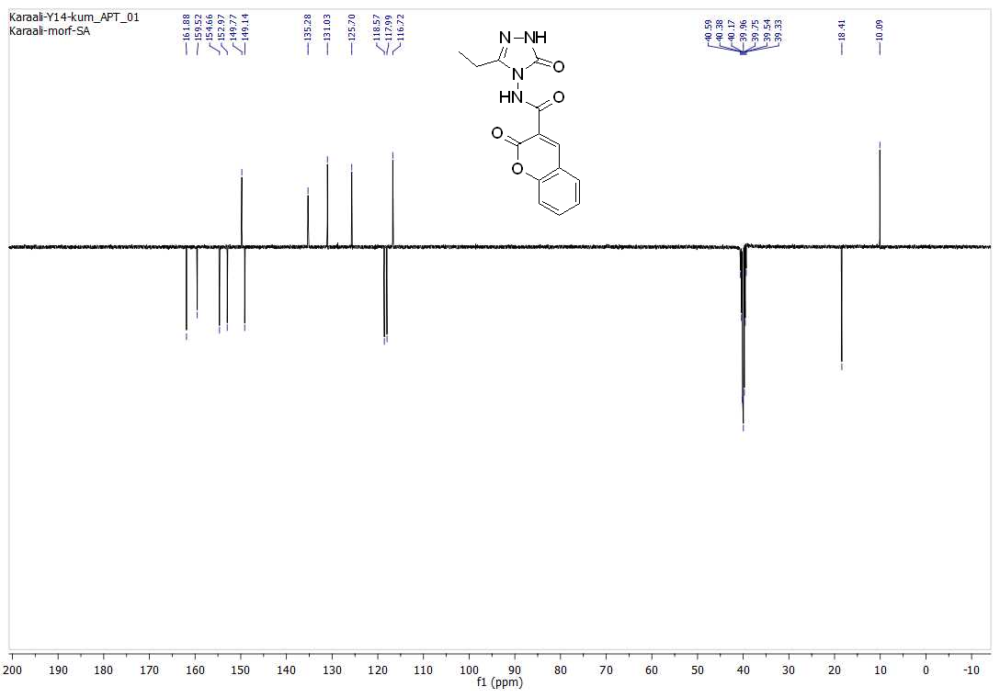 Karaali-Y14-kum_APT_01
Karaali-morf-SA
161.88
159.52
154.66
152.97
149.77
149.14
135.28
131.03
125.70
118.57
117.99
116.72
40.59
40.38
40.17
39.96
39.75
39.54
39.33
18.41
10.09
N NH
N O
HN O
O
O
200 190 180 170 160 150 140 130 120 110 100 90 80 70 60 50 40 30 20 10 0 -10
f1 (ppm)